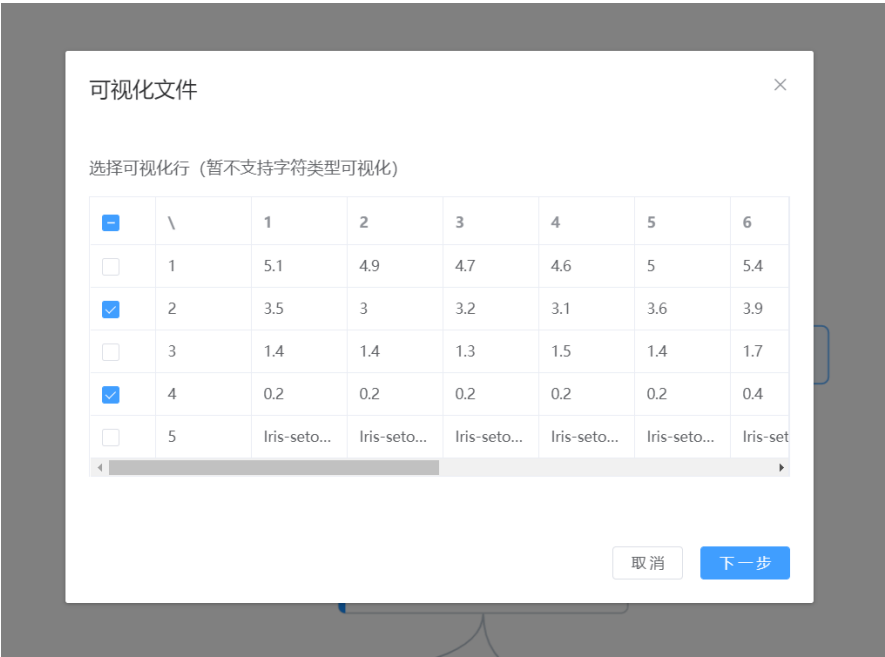 可视化文件
选择可视化行（暂不支持字符类型可视化）
\ 1 2 3 4 5 6
1 5.1 4.9 4.7 4.6 5 5.4
2 3.5 3 3.2 3.1 3.6 3.9
3 1.4 1.4 1.3 1.5 1.4 1.7
4 0.2 0.2 0.2 0.2 0.2 0.4
5 Iris-seto... Iris-seto... Iris-seto... Iris-seto... Iris-seto... Iris-set
取消 下一步